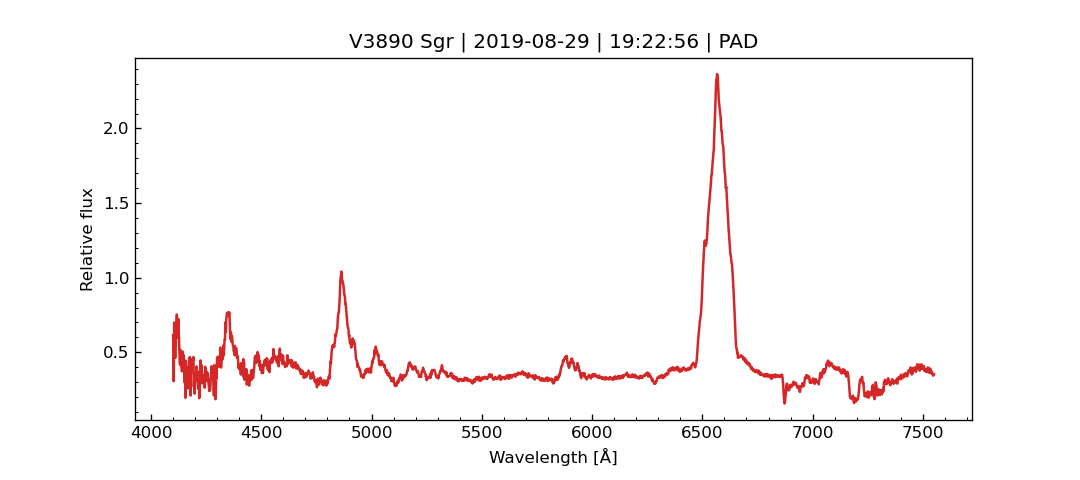 V3890 Sgr | 2019-08-29 | 19:22:56 | PAD
2.0
1.5
1.0
0.5
Relative flux
4000 4500 5000 5500 6000 6500 7000 7500
Wavelength [Å]